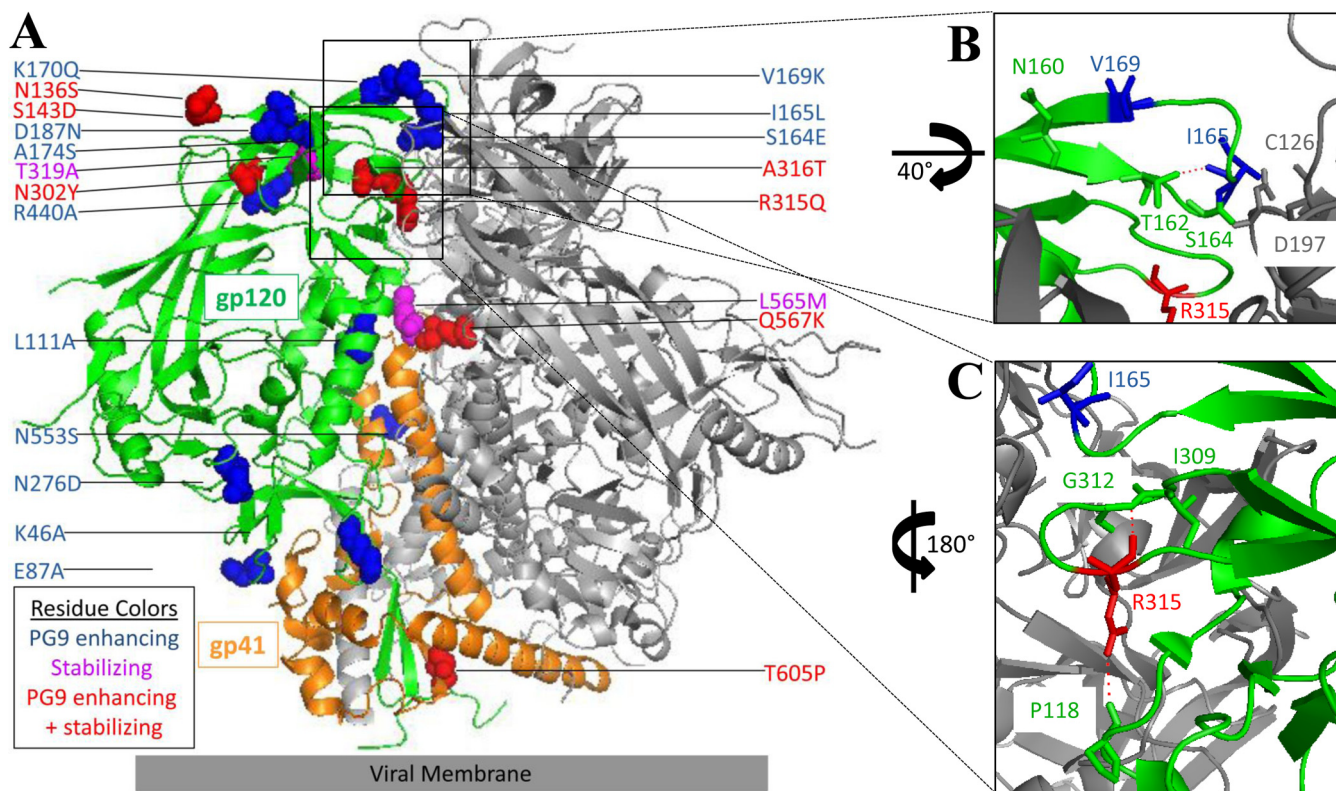 A
K170Q
N136S
S143D
D187N
A174S
T319A
N302Y
R440A
gp120
L111A
N553S
N276D
K46A
E87A
Residue Colors
PG9 enhancing
Stabilizing
PG9 enhancing
+ stabilizing
gp41
Viral Membrane
V169K
I165L
S164E
A316T
R315Q
L565M
Q567K
T605P
B
40°
N160
V169
I165
C126
T162
S164
D197
R315
C
180°
I165
I309
G312
R315
P118